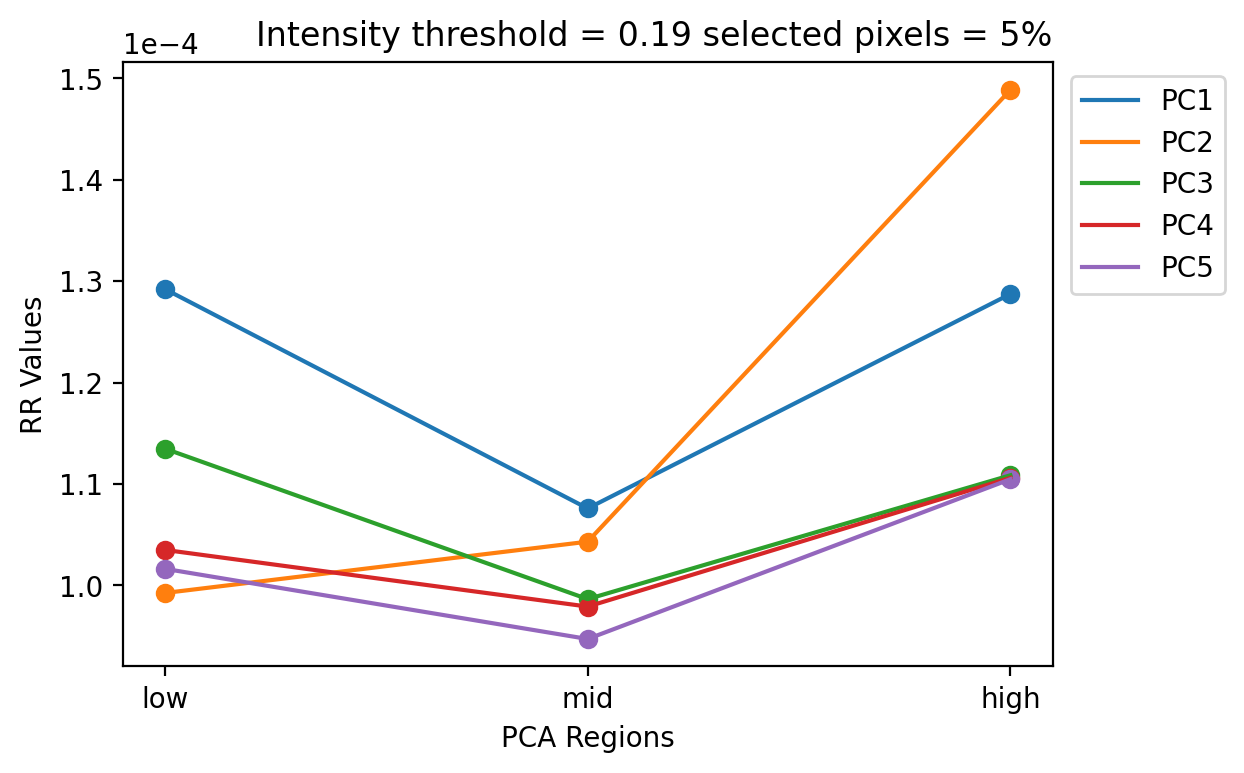 Intensity threshold = 0.19 selected pixels = 5%
1e−4
1.5
1.4
1.3
1.2
1.1
1.0
RR Values
low
mid
high
PCA Regions
PC1
PC2
PC3
PC4
PC5